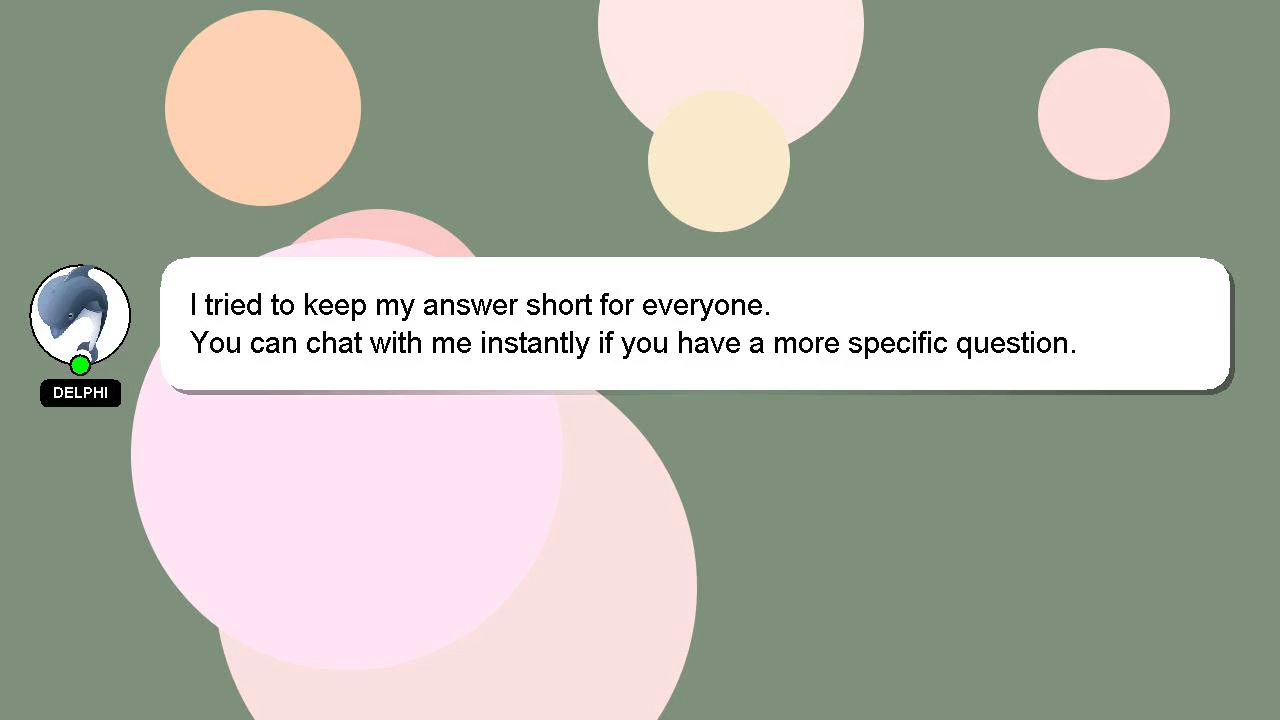 I tried to keep my answer short for everyone.
You can chat with me instantly if you have a more specific question.
DELPHI